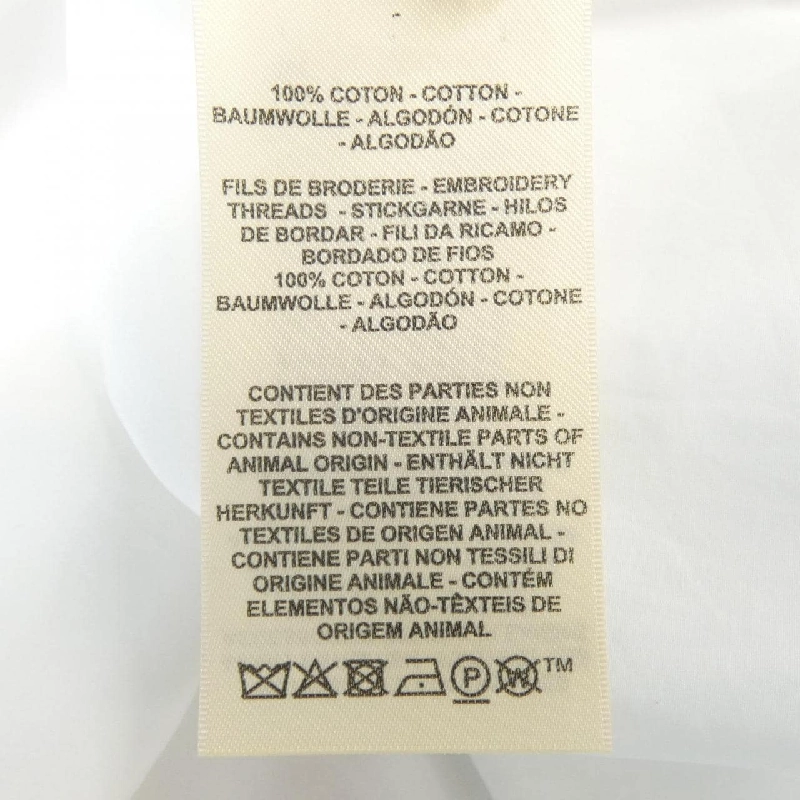 100% COTON - COTTON -
BAUMWOLLE - ALGODÓN - COTONE
- ALGODÃO
FILS DE BRODERIE - EMBROIDERY
THREADS - STICKGARNE - HILOS
DE BORDAR - FILI DA RICAMO -
BORDADO DE FIOS
100% COTON - COTTON -
BAUMWOLLE - ALGODÓN - COTONE
- ALGODÃO
CONTIENT DES PARTIES NON
TEXTILES D'ORIGINE ANIMALE -
CONTAINS NON-TEXTILE PARTS OF
ANIMAL ORIGIN - ENTHÄLT NICHT
TEXTILE TEILE TIERISCHER
HERKUNFT - CONTIENE PARTES NO
TEXTILES DE ORIGEN ANIMAL -
CONTIENE PARTI NON TESSILI DI
ORIGINE ANIMALE - CONTÉM
ELEMENTOS NÃO-TÊXTEIS DE
ORIGEM ANIMAL
P W TM